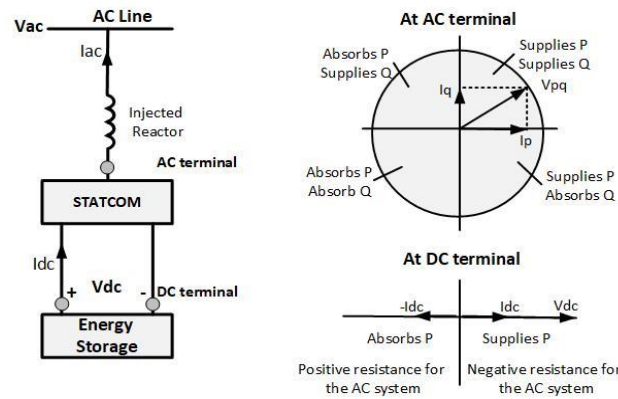 AC Line
Vac
Iac
Injected
Reactor
AC terminal
STATCOM
Idc
Vdc
+
-
DC terminal
Energy
Storage
At AC terminal
Absorbs P
Supplies Q
Supplies P
Supplies Q
Iq
Vpq
Ip
Absorbs P
Absorb Q
Supplies P
Absorbs Q
At DC terminal
-Idc
Idc
Vdc
Absorbs P
Supplies P
Positive resistance for
the AC system
Negative resistance for
the AC system